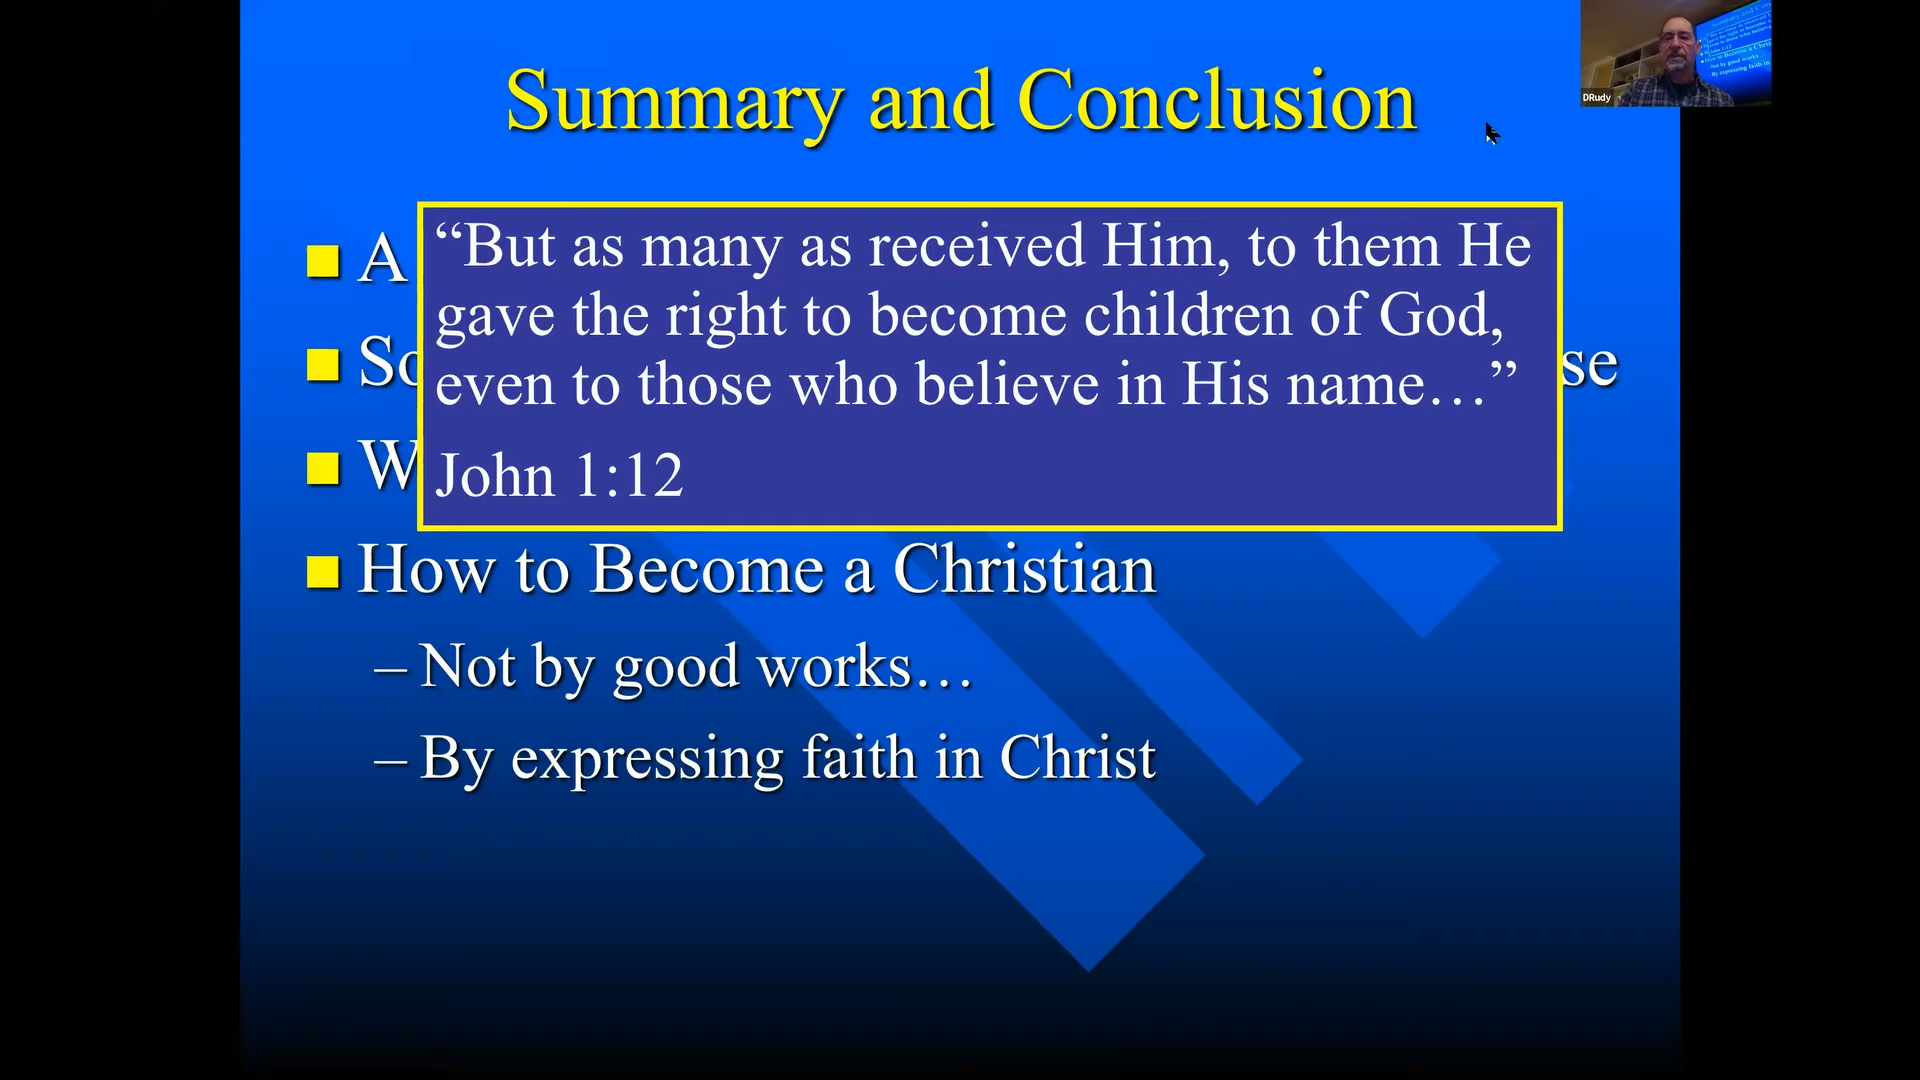 Summary and Conclusion
A
“But as many as received Him, to them He
gave the right to become children of God,
even to those who believe in His name…”
John 1:12
So
se
W
How to Become a Christian
– Not by good works…
– By expressing faith in Christ
DRudy